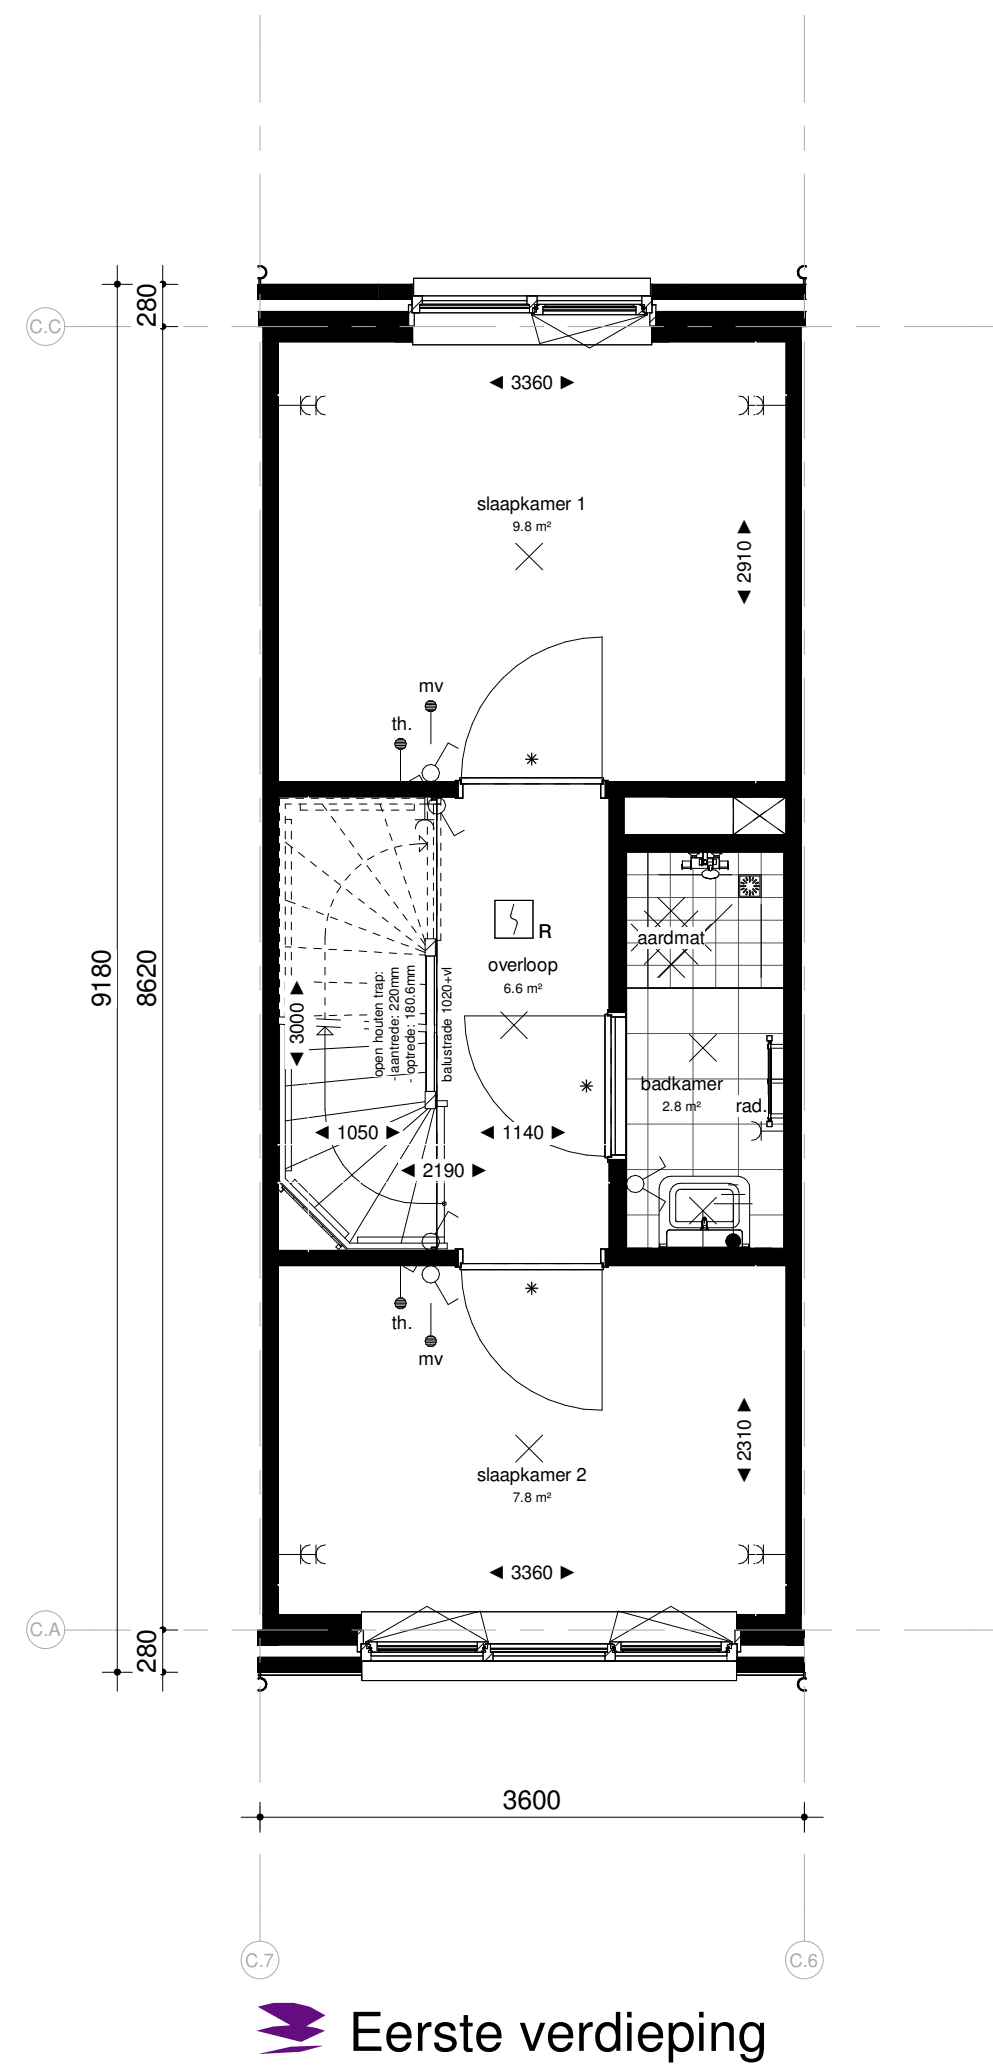 280
C.C
3360
slaapkamer 1
9.8 m²
2910
mv
th.
9180
8620
3000
open houten trap:
- aantrede: 220mm
- optrede: 180.6mm
balustrade 1020+vl
R
overloop
6.6 m²
aardmat
badkamer
2.8 m²
rad.
1050
1140
2190
th.
mv
2310
slaapkamer 2
7.8 m²
3360
C.A
280
3600
C.7
C.6
Eerste verdieping